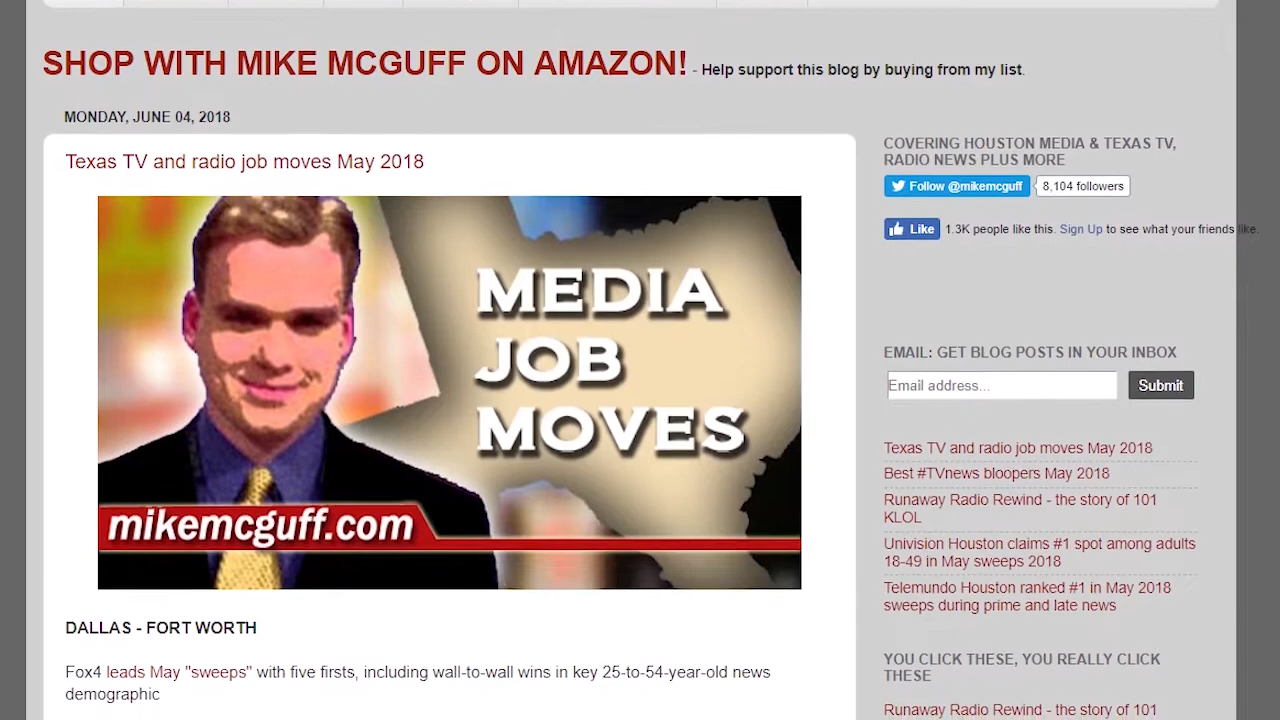 SHOP WITH MIKE MCGUFF ON AMAZON! - Help support this blog by buying from my list.
MONDAY, JUNE 04, 2018
Texas TV and radio job moves May 2018
MEDIA
JOB
MOVES
mikemcguff.com
DALLAS - FORT WORTH
Fox4 leads May "sweeps" with five firsts, including wall-to-wall wins in key 25-to-54-year-old news
demographic
COVERING HOUSTON MEDIA & TEXAS TV,
RADIO NEWS PLUS MORE
Follow @mikemcguff 8,104 followers
Like 1.3K people like this. Sign Up to see what your friends like.
EMAIL: GET BLOG POSTS IN YOUR INBOX
Email address... Submit
Texas TV and radio job moves May 2018
Best #TVnews bloopers May 2018
Runaway Radio Rewind - the story of 101
KLOL
Univision Houston claims #1 spot among adults
18-49 in May sweeps 2018
Telemundo Houston ranked #1 in May 2018
sweeps during prime and late news
YOU CLICK THESE, YOU REALLY CLICK
THESE
Runaway Radio Rewind - the story of 101